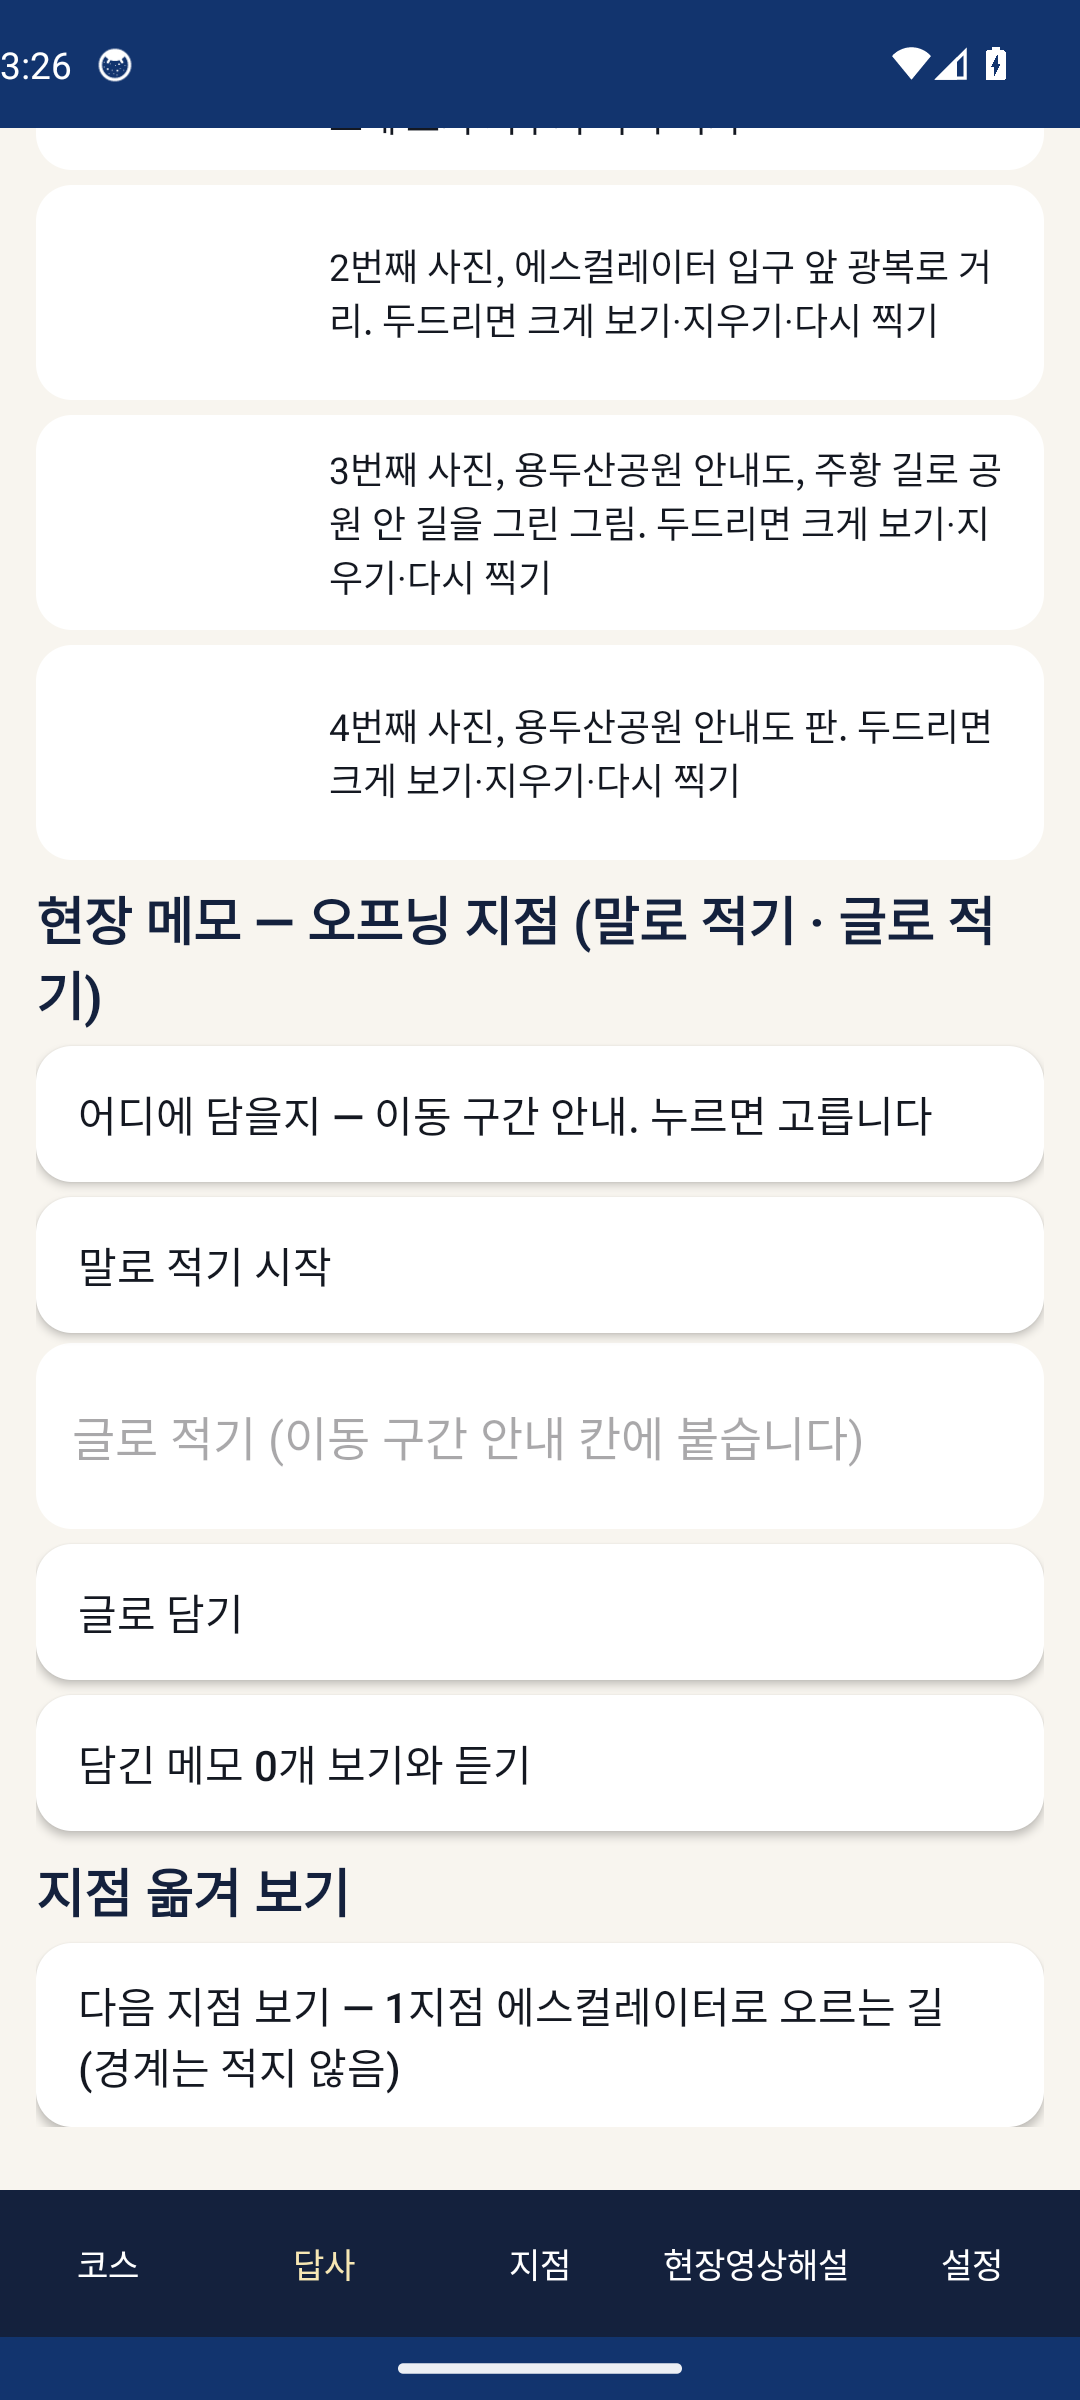 3:26
2번째 사진, 에스컬레이터 입구 앞 광복로 거
리. 두드리면 크게 보기·지우기·다시 찍기
3번째 사진, 용두산공원 안내도, 주황 길로 공
원 안 길을 그린 그림. 두드리면 크게 보기·지
우기·다시 찍기
4번째 사진, 용두산공원 안내도 판. 두드리면
크게 보기·지우기·다시 찍기
현장 메모 – 오프닝 지점 (말로 적기 · 글로 적
기)
어디에 담을지 – 이동 구간 안내. 누르면 고릅니다
말로 적기 시작
글로 적기 (이동 구간 안내 칸에 붙습니다)
글로 담기
담긴 메모 0개 보기와 듣기
지점 옮겨 보기
다음 지점 보기 – 1지점 에스컬레이터로 오르는 길
(경계는 적지 않음)
코스 답사 지점 현장영상해설 설정